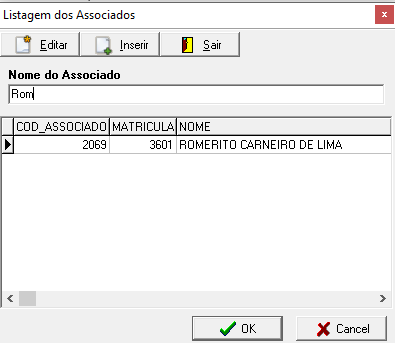 Listagem dos Associados
x
Editar Inserir Sair
Nome do Associado
Rom
COD_ASSOCIADO MATRICULA NOME
2069 3601 ROMERITO CARNEIRO DE LIMA
OK Cancel